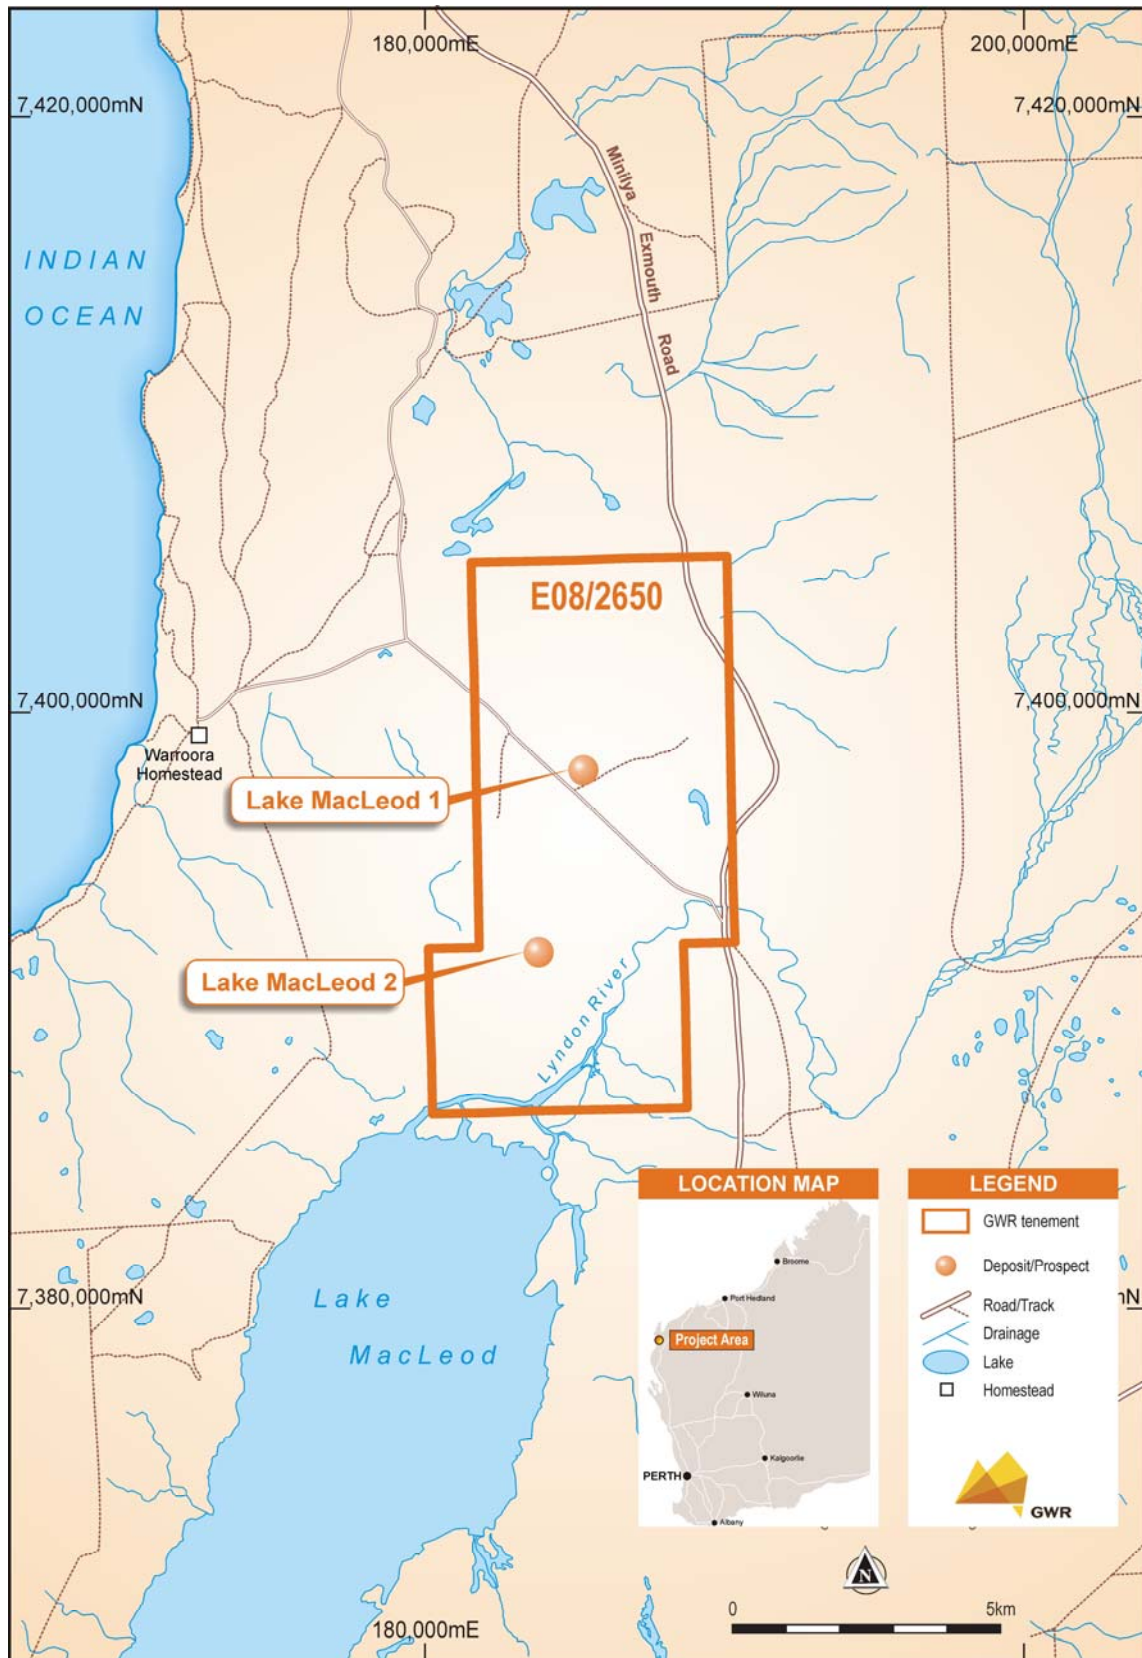 180,000mE
200,000mE
7,420,000mN
7,420,000mN
Minilya
Exmouth
Road
INDIAN
OCEAN
E08/2650
7,400,000mN
7,400,000mN
Warroora
Homestead
Lake MacLeod 1
Lake MacLeod 2
Lyndon River
LOCATION MAP
Broome
Port Hedland
Project Area
Wiluna
Kalgoorlie
PERTH
Albany
LEGEND
GWR tenement
Deposit/Prospect
Road/Track
Drainage
Lake
Homestead
GWR
7,380,000mN
mN
Lake
MacLeod
N
0
5km
180,000mE